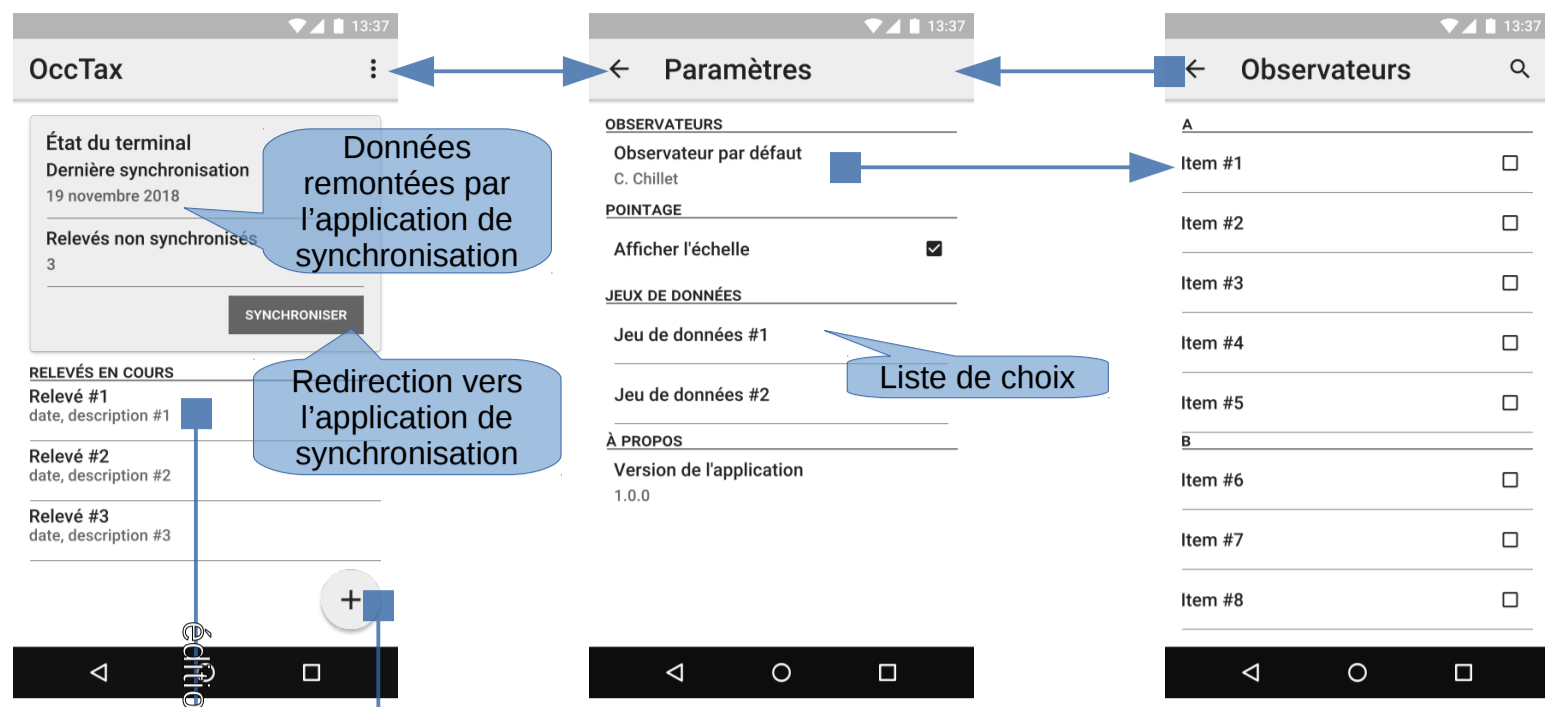 13:37
OccTax
État du terminal
Dernière synchronisation
19 novembre 2018
Relevés non synchronisés
3
SYNCHRONISER
Données
remontées par
l’application de
synchronisation
Redirection vers
l’application de
synchronisation
RELEVÉS EN COURS
Relevé #1
date, description #1
Relevé #2
date, description #2
Relevé #3
date, description #3
+
13:37
Paramètres
OBSERVATEURS
Observateur par défaut
C. Chillet
POINTAGE
Afficher l'échelle
JEUX DE DONNÉES
Jeu de données #1
Liste de choix
Jeu de données #2
À PROPOS
Version de l'application
1.0.0
13:37
Observateurs
A
Item #1
Item #2
Item #3
Item #4
Item #5
B
Item #6
Item #7
Item #8